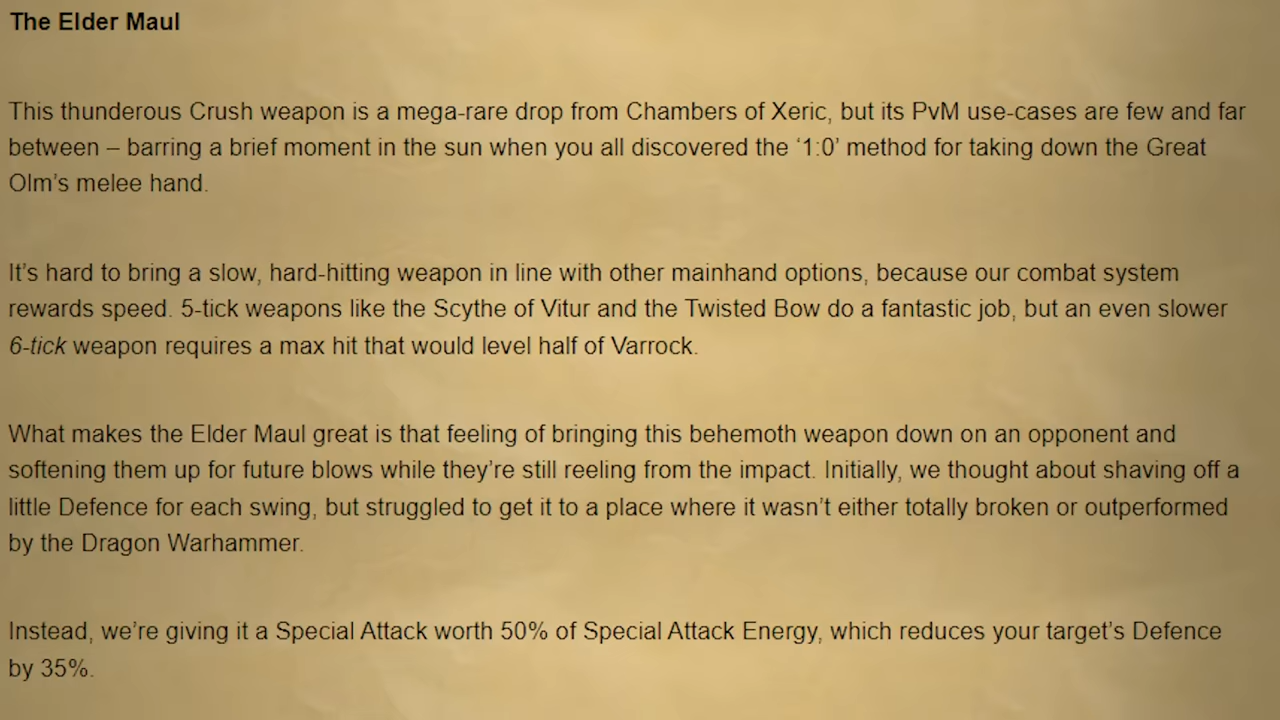 The Elder Maul
This thunderous Crush weapon is a mega-rare drop from Chambers of Xeric, but its PvM use-cases are few and far
between – barring a brief moment in the sun when you all discovered the ‘1:0’ method for taking down the Great
Olm’s melee hand.
It’s hard to bring a slow, hard-hitting weapon in line with other mainhand options, because our combat system
rewards speed. 5-tick weapons like the Scythe of Vitur and the Twisted Bow do a fantastic job, but an even slower
6-tick weapon requires a max hit that would level half of Varrock.
What makes the Elder Maul great is that feeling of bringing this behemoth weapon down on an opponent and
softening them up for future blows while they’re still reeling from the impact. Initially, we thought about shaving off a
little Defence for each swing, but struggled to get it to a place where it wasn’t either totally broken or outperformed
by the Dragon Warhammer.
Instead, we’re giving it a Special Attack worth 50% of Special Attack Energy, which reduces your target’s Defence
by 35%.